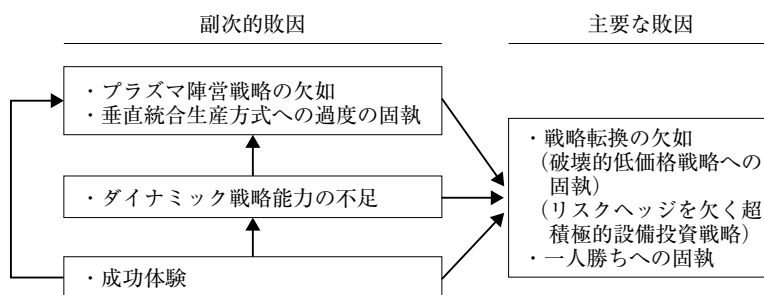 副次的敗因
主要な敗因
・プラズマ陣営戦略の欠如
・垂直統合生産方式への過度の固執
・ダイナミック戦略能力の不足
・成功体験
・戦略転換の欠如
（破壊的低価格戦略への
固執）
（リスクヘッジを欠く超
積極的設備投資戦略）
・一人勝ちへの固執